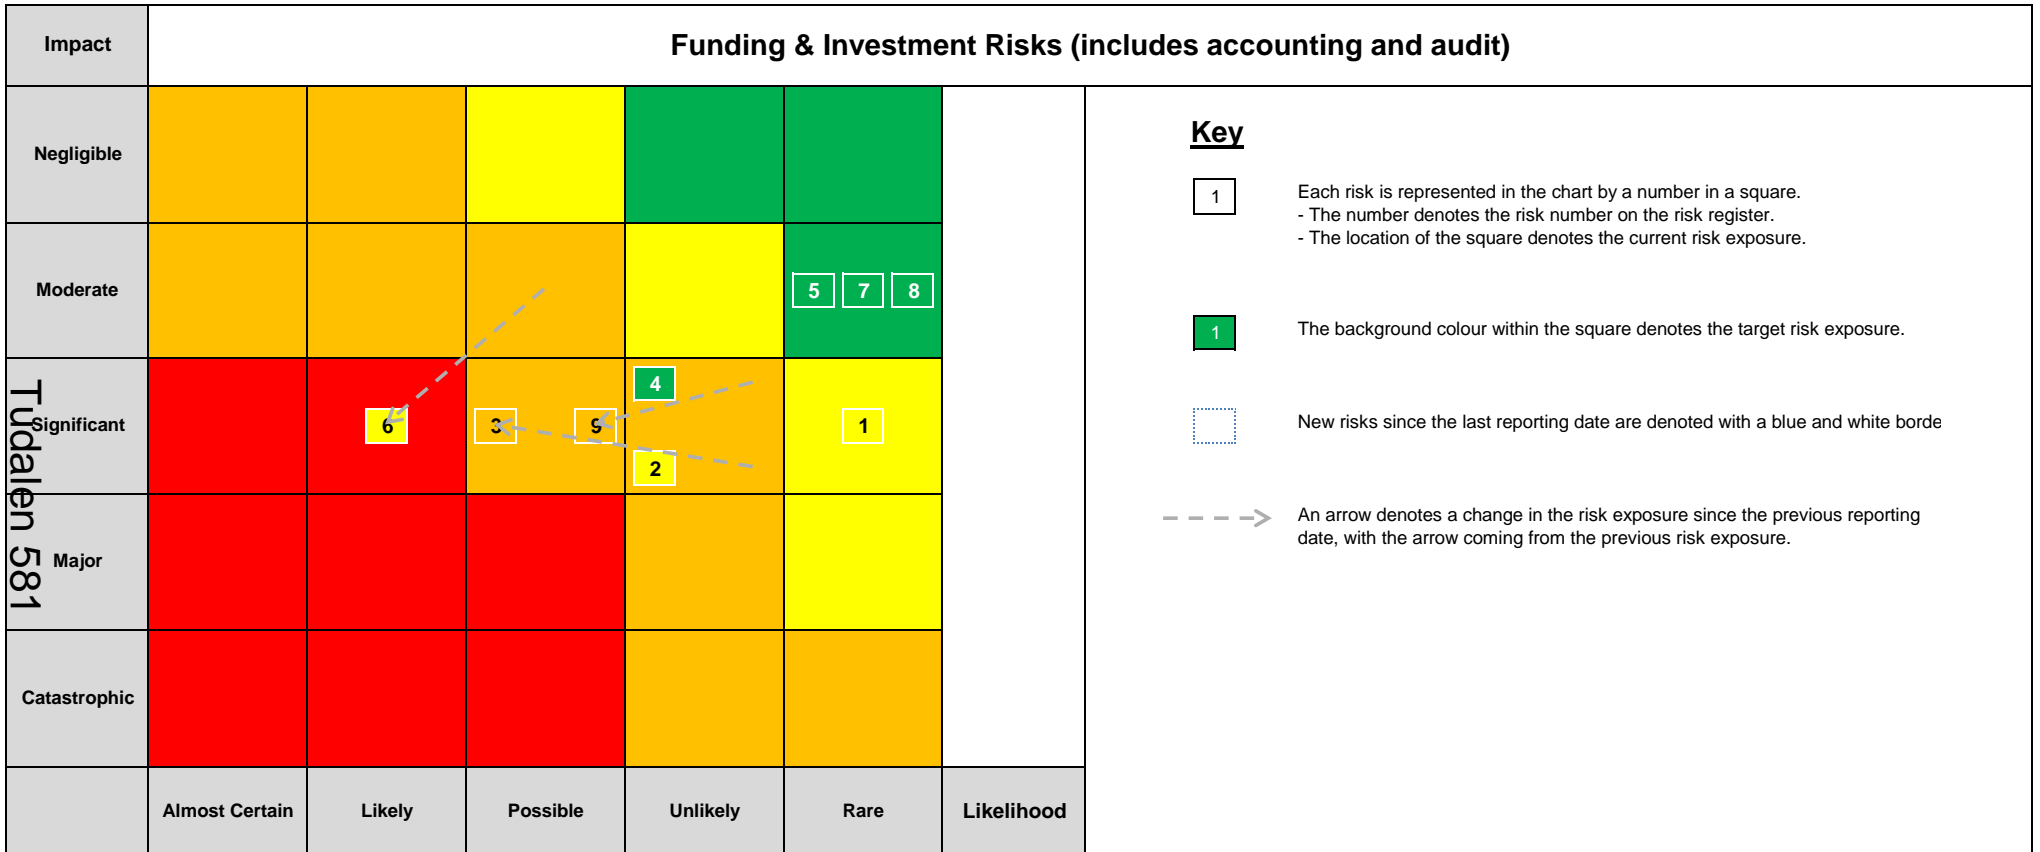 Impact
Funding & Investment Risks (includes accounting and audit)
Negligible
Key
1
Each risk is represented in the chart by a number in a square.
- The number denotes the risk number on the risk register.
- The location of the square denotes the current risk exposure.
Moderate
5 7 8
1
The background colour within the square denotes the target risk exposure.
Significant
4
6 3 9 1
2
New risks since the last reporting date are denoted with a blue and white borde
Tudalen 581
An arrow denotes a change in the risk exposure since the previous reporting
date, with the arrow coming from the previous risk exposure.
Major
Catastrophic
Almost Certain Likely Possible Unlikely Rare Likelihood